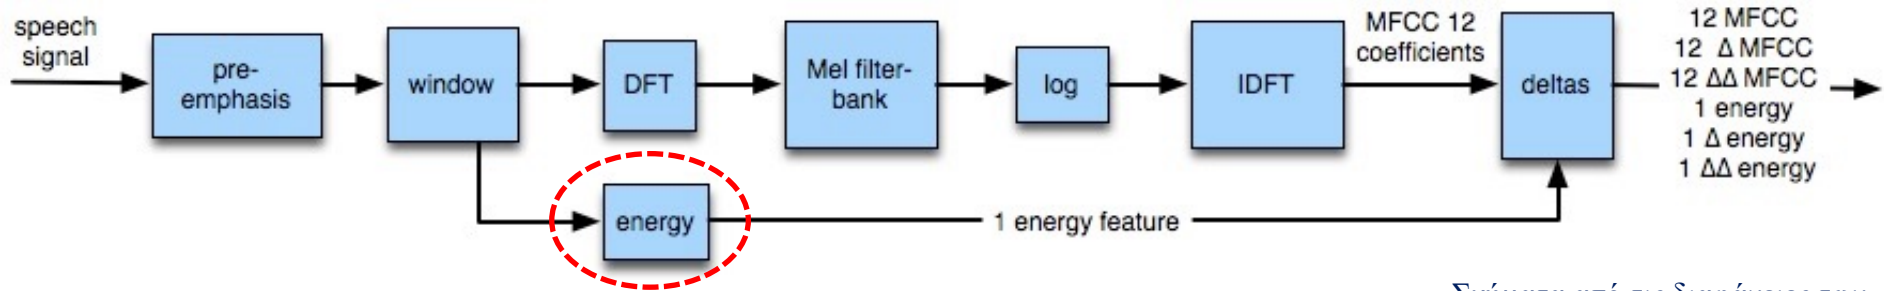 speech
signal
pre-
emphasis
window
DFT
Mel filter-
bank
log
IDFT
MFCC 12
coefficients
deltas
12 MFCC
12 Δ MFCC
12 ΔΔ MFCC
1 energy
1 Δ energy
1 ΔΔ energy
energy
1 energy feature